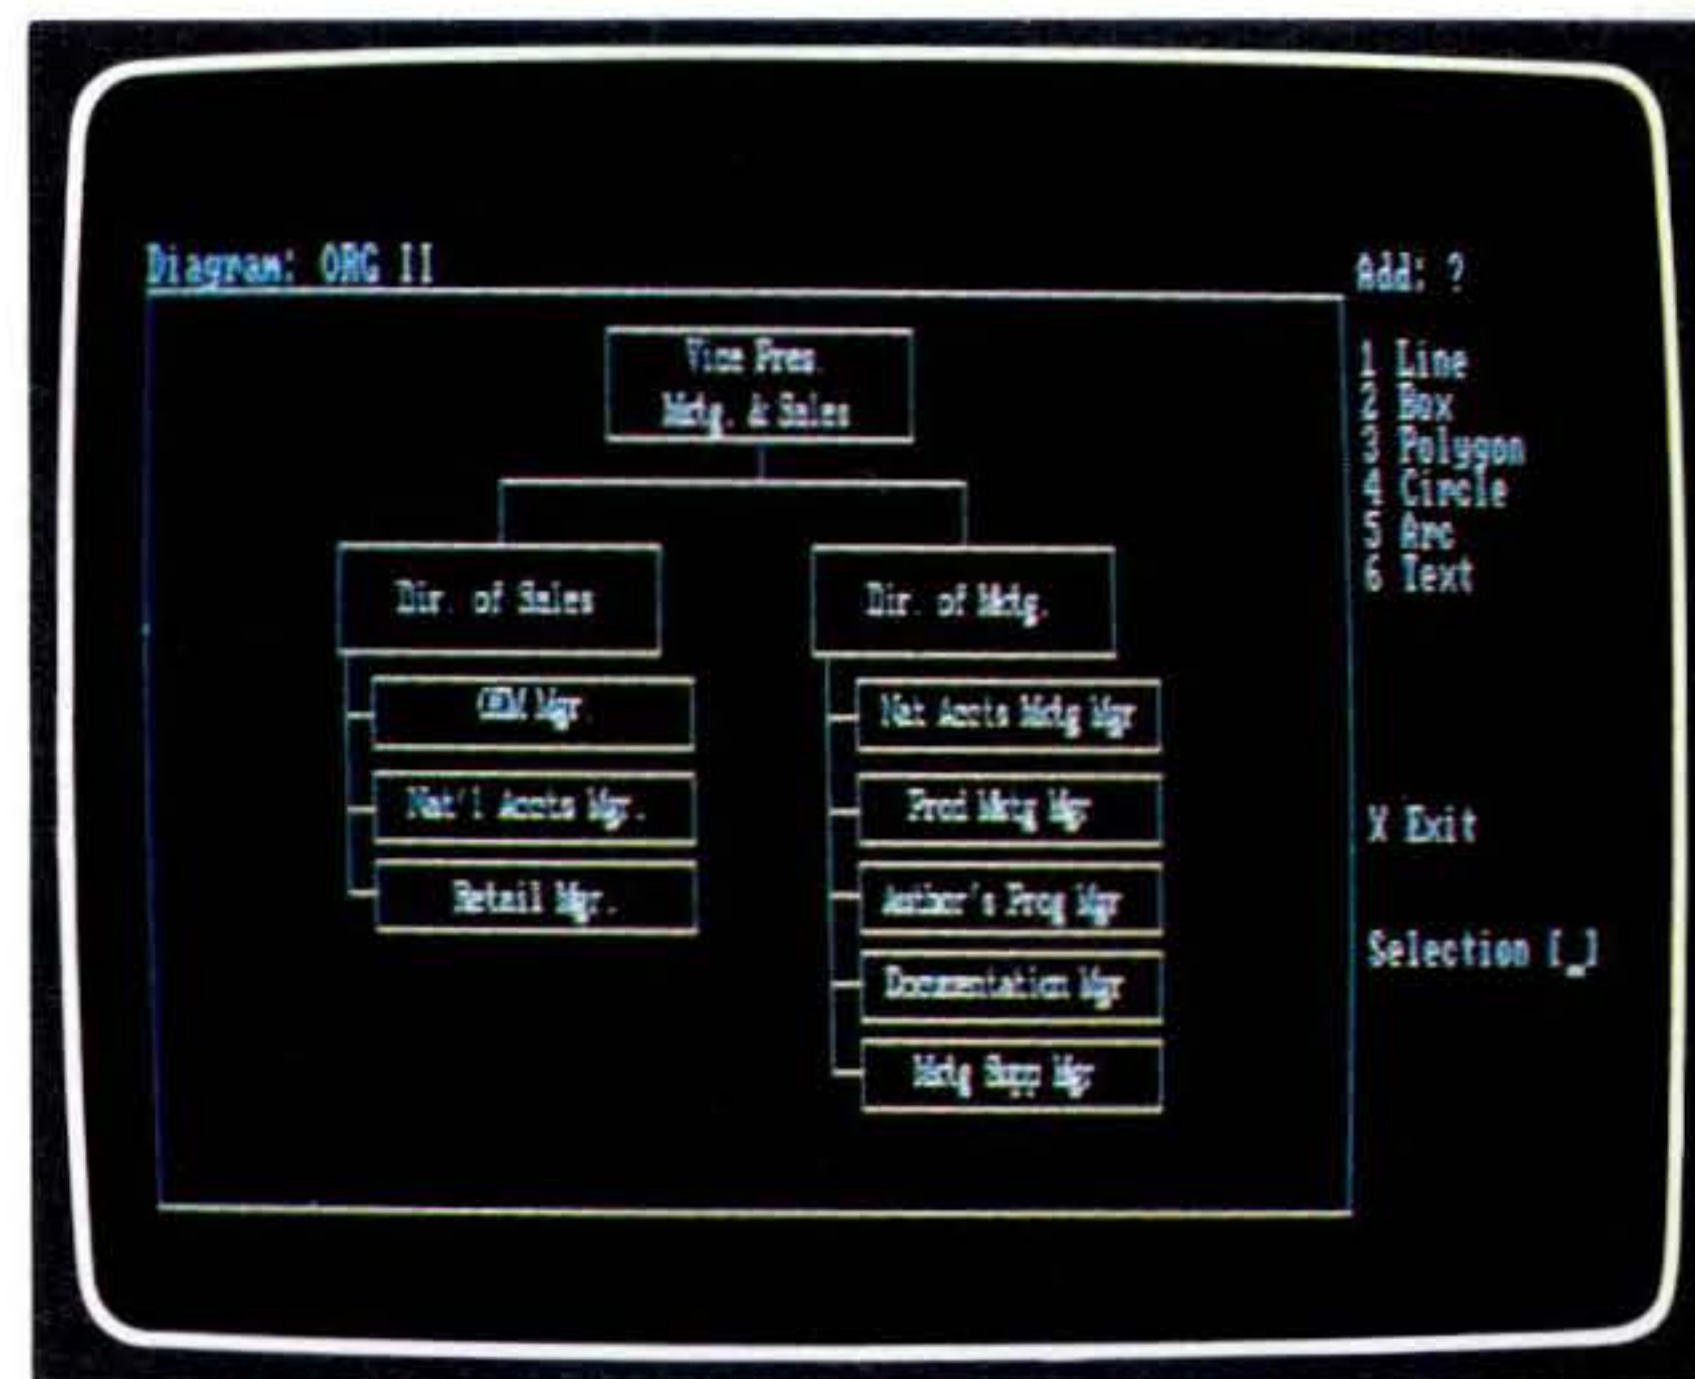 Diagram: ORG II
Vice Pres.
Mktg. & Sales
Dir. of Sales
OEM Mgr.
Nat'l Accts Mgr.
Retail Mgr.
Dir. of Mktg.
Nat Accts Mktg Mgr
Prod Mktg Mgr
Author's Prog Mgr
Documentation Mgr
Mktg Supp Mgr
Add: ?
1 Line
2 Box
3 Polygon
4 Circle
5 Arc
6 Text
X Exit
Selection [_]